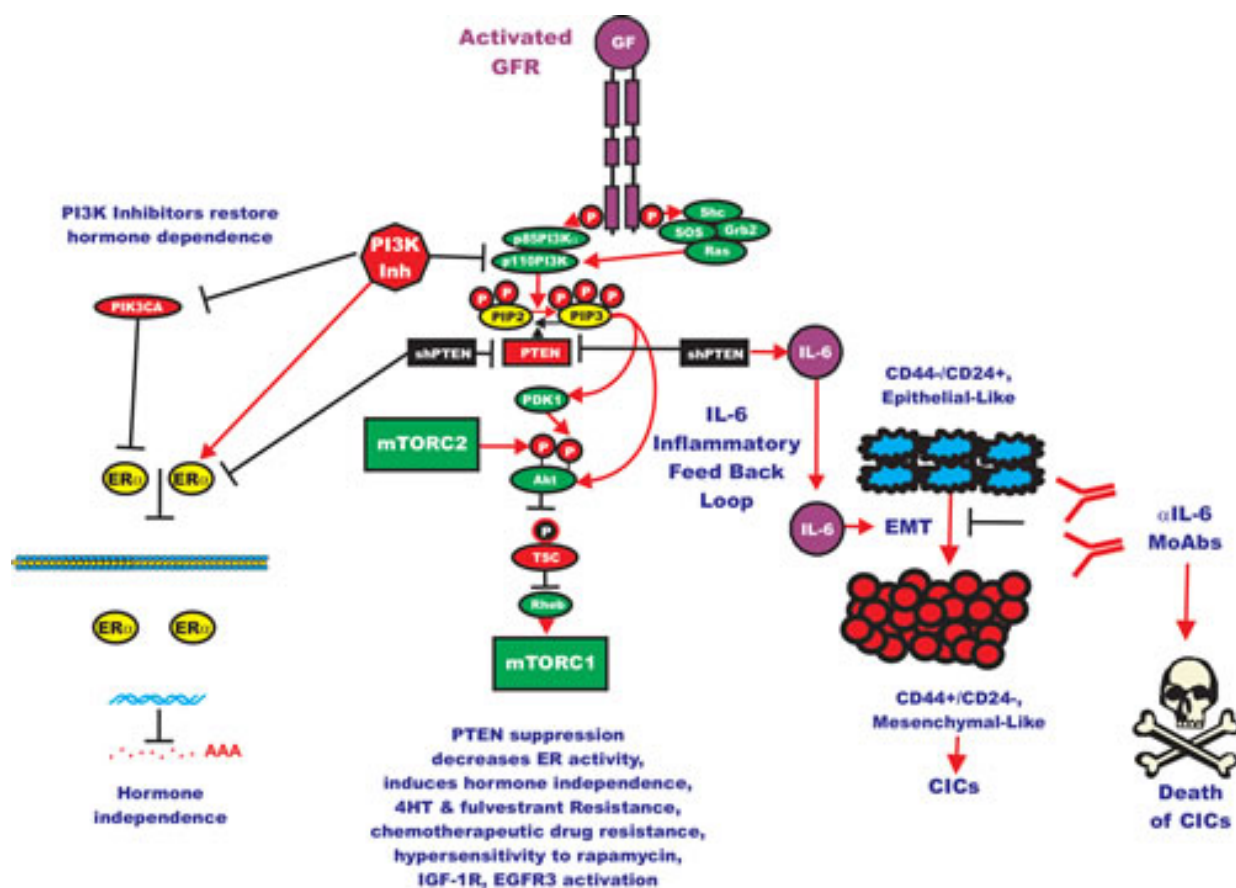 Activated
GFR
GF
PI3K Inhibitors restore
hormone dependence
PI3K
Inh
P
P
Shc
SOS
Grb2
Ras
p85PI3Kα
p110PI3K
PIK3CA
P
P
P
P
P
PIP2
PIP3
shPTEN
PTEN
shPTEN
IL-6
PDK1
mTORC2
P
P
Akt
IL-6
Inflammatory
Feed Back
Loop
CD44-/CD24+,
Epithelial-Like
ERα
ERα
IL-6
EMT
αIL-6
MoAbs
P
TSC
Rheb
mTORC1
ERα
ERα
AAA
Hormone
independence
CD44+/CD24-,
Mesenchymal-Like
CICs
Death
of CICs
PTEN suppression
decreases ER activity,
induces hormone independence,
4HT & fulvestrant Resistance,
chemotherapeutic drug resistance,
hypersensitivity to rapamycin,
IGF-1R, EGFR3 activation